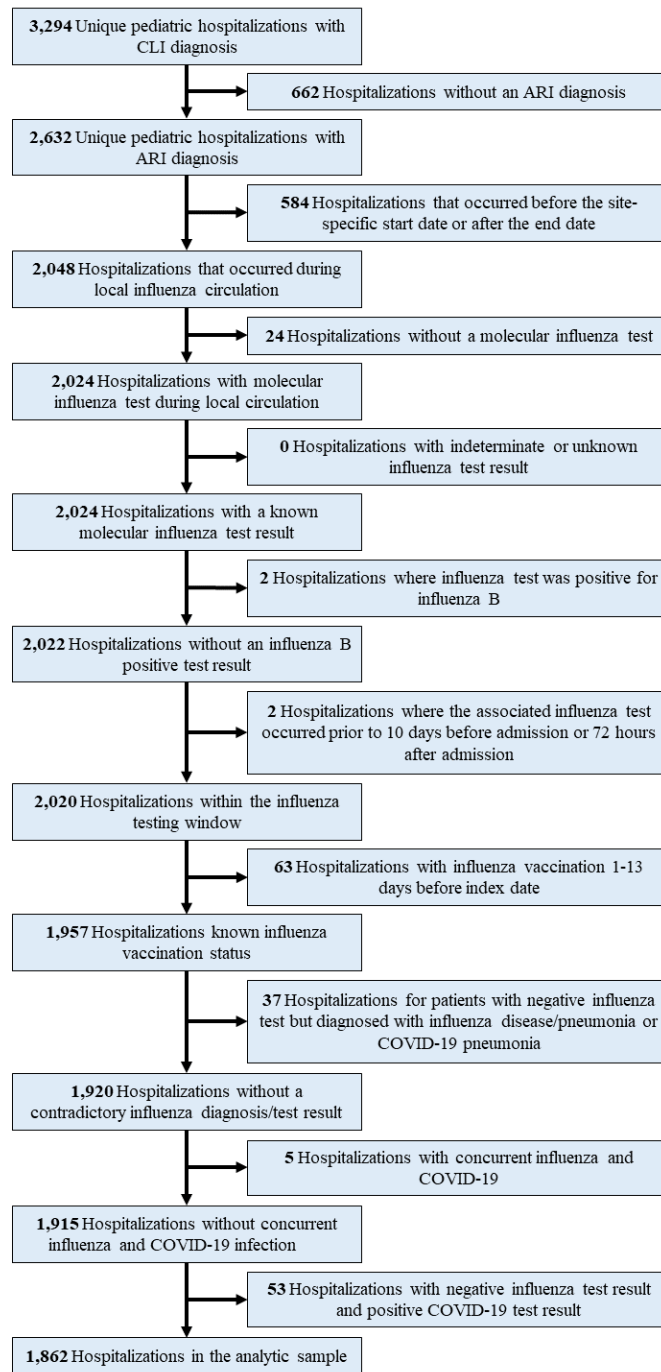 3,294 Unique pediatric hospitalizations with
CLI diagnosis
662 Hospitalizations without an ARI diagnosis
2,632 Unique pediatric hospitalizations with
ARI diagnosis
584 Hospitalizations that occurred before the site-
specific start date or after the end date
2,048 Hospitalizations that occurred during
local influenza circulation
24 Hospitalizations without a molecular influenza test
2,024 Hospitalizations with molecular
influenza test during local circulation
0 Hospitalizations with indeterminate or unknown
influenza test result
2,024 Hospitalizations with a known
molecular influenza test result
2 Hospitalizations where influenza test was positive for
influenza B
2,022 Hospitalizations without an influenza B
positive test result
2 Hospitalizations where the associated influenza test
occurred prior to 10 days before admission or 72 hours
after admission
2,020 Hospitalizations within the influenza
testing window
63 Hospitalizations with influenza vaccination 1-13
days before index date
1,957 Hospitalizations known influenza
vaccination status
37 Hospitalizations for patients with negative influenza
test but diagnosed with influenza disease/pneumonia or
COVID-19 pneumonia
1,920 Hospitalizations without a
contradictory influenza diagnosis/test result
5 Hospitalizations with concurrent influenza and
COVID-19
1,915 Hospitalizations without concurrent
influenza and COVID-19 infection
53 Hospitalizations with negative influenza test result
and positive COVID-19 test result
1,862 Hospitalizations in the analytic sample